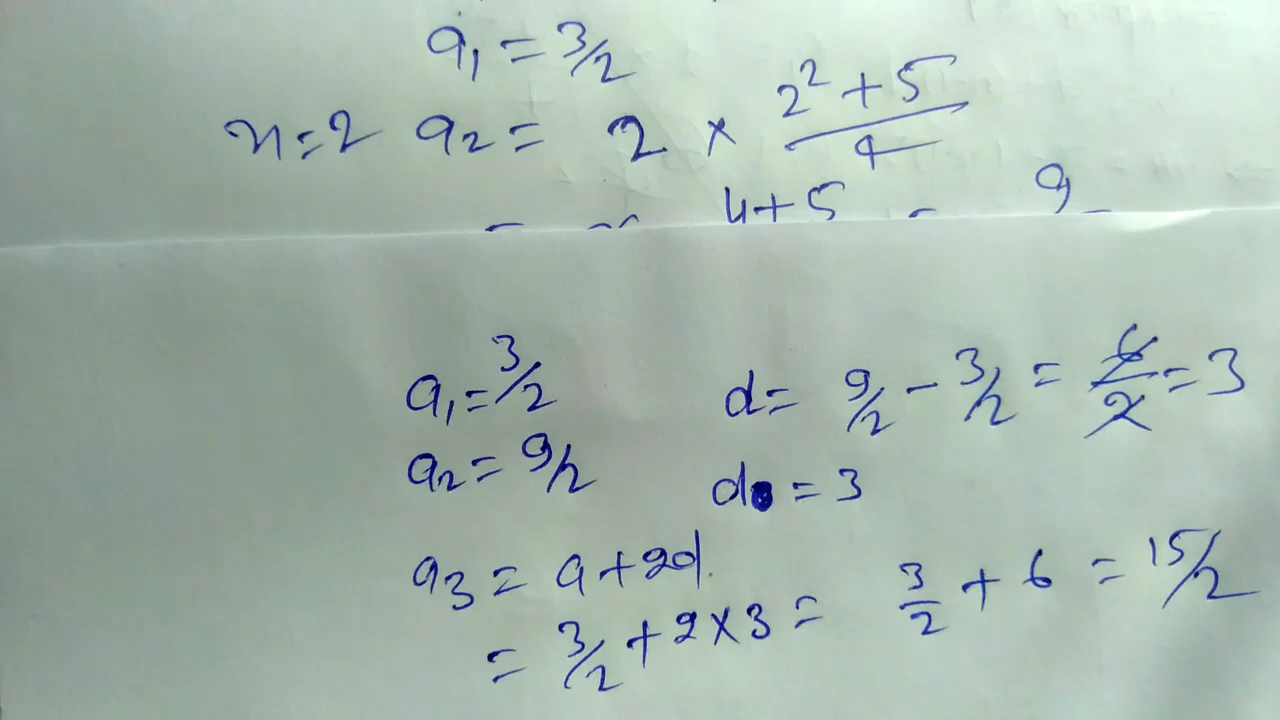 a₁ = 3/2
n=2 a₂ = 2 × (2² + 5)/4
4+5 9
a₁ = 3/2 d = 9/2 - 3/2 = 6/2 = 3
a₂ = 9/2 d = 3
a₃ = a + 2d
= 3/2 + 2×3 = 3/2 + 6 = 15/2